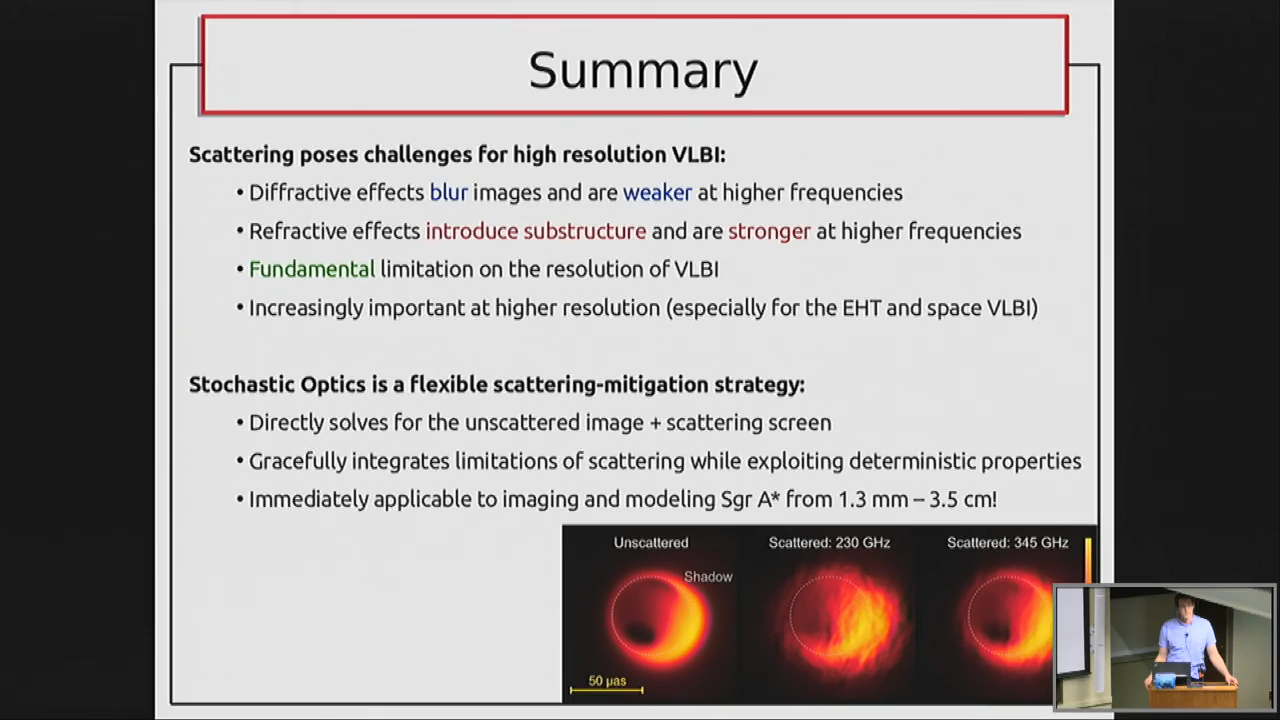 Summary
Scattering poses challenges for high resolution VLBI:
• Diffractive effects blur images and are weaker at higher frequencies
• Refractive effects introduce substructure and are stronger at higher frequencies
• Fundamental limitation on the resolution of VLBI
• Increasingly important at higher resolution (especially for the EHT and space VLBI)
Stochastic Optics is a flexible scattering-mitigation strategy:
• Directly solves for the unscattered image + scattering screen
• Gracefully integrates limitations of scattering while exploiting deterministic properties
• Immediately applicable to imaging and modeling Sgr A* from 1.3 mm – 3.5 cm!
Unscattered Scattered: 230 GHz Scattered: 345 GHz
Shadow
50 µas